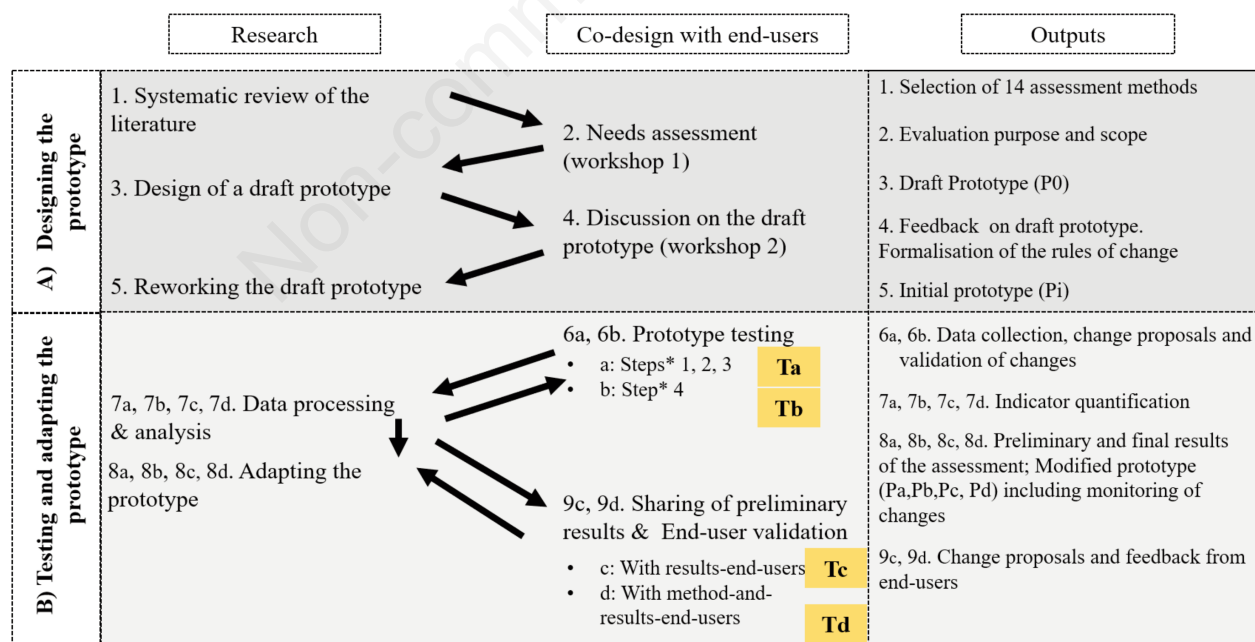 Research
Co-design with end-users
Outputs
A) Designing the
prototype
1. Systematic review of the
literature
2. Needs assessment
(workshop 1)
3. Design of a draft prototype
4. Discussion on the draft
prototype (workshop 2)
5. Reworking the draft prototype
1. Selection of 14 assessment methods
2. Evaluation purpose and scope
3. Draft Prototype (P0)
4. Feedback on draft prototype.
Formalisation of the rules of change
5. Initial prototype (Pi)
B) Testing and adapting the
prototype
6a, 6b. Prototype testing
• a: Steps* 1, 2, 3
Ta
• b: Step* 4
Tb
7a, 7b, 7c, 7d. Data processing
& analysis
8a, 8b, 8c, 8d. Adapting the
prototype
9c, 9d. Sharing of preliminary
results & End-user validation
• c: With results-end-users
Tc
• d: With method-and-
results-end-users
Td
6a, 6b. Data collection, change proposals and
validation of changes
7a, 7b, 7c, 7d. Indicator quantification
8a, 8b, 8c, 8d. Preliminary and final results
of the assessment; Modified prototype
(Pa,Pb,Pc, Pd) including monitoring of
changes
9c, 9d. Change proposals and feedback from
end-users